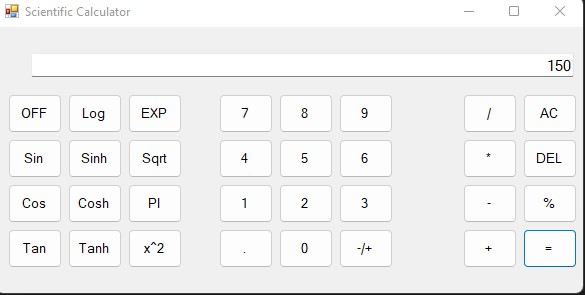 Scientific Calculator
150
OFF Log EXP 7 8 9 / AC
Sin Sinh Sqrt 4 5 6 * DEL
Cos Cosh PI 1 2 3 - %
Tan Tanh x^2 . 0 -/+ + =